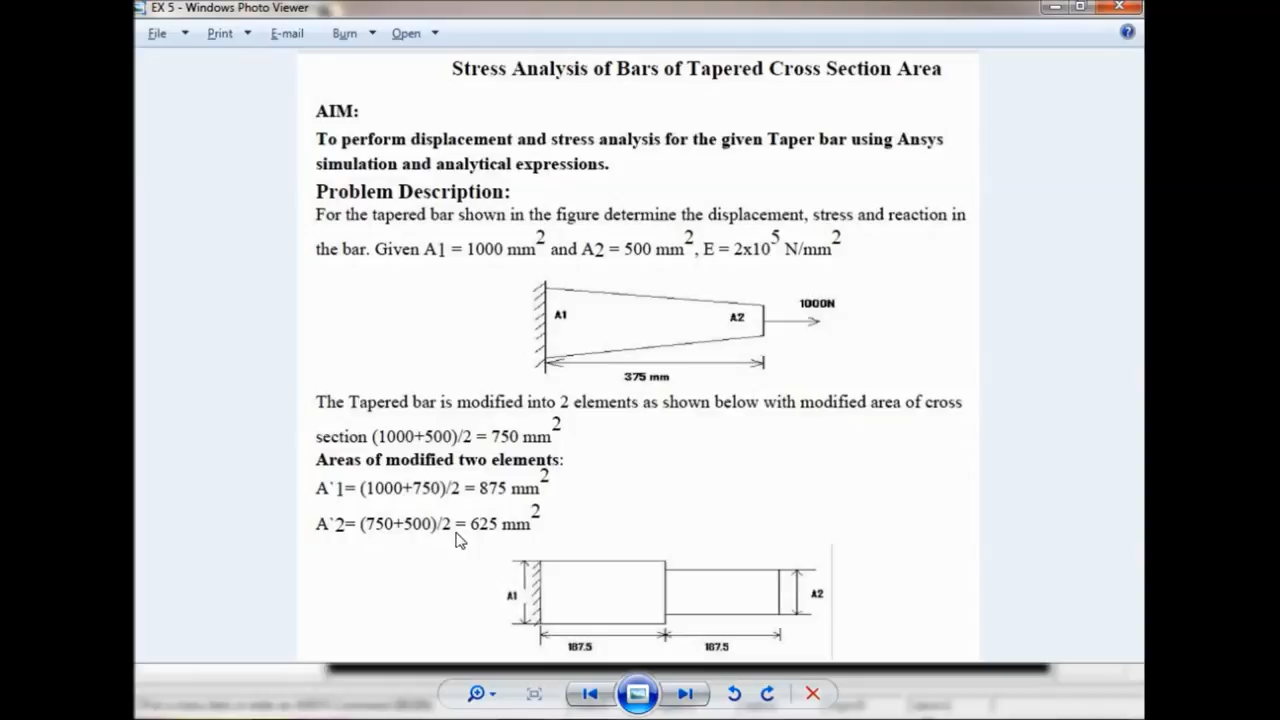 EX 5 - Windows Photo Viewer
File Print E-mail Burn Open
Stress Analysis of Bars of Tapered Cross Section Area
AIM:
To perform displacement and stress analysis for the given Taper bar using Ansys
simulation and analytical expressions.
Problem Description:
For the tapered bar shown in the figure determine the displacement, stress and reaction in
the bar. Given A1 = 1000 mm² and A2 = 500 mm², E = 2x10⁵ N/mm²
1000N
A1 A2
375 mm
The Tapered bar is modified into 2 elements as shown below with modified area of cross
section (1000+500)/2 = 750 mm²
Areas of modified two elements:
A`1= (1000+750)/2 = 875 mm²
A`2= (750+500)/2 = 625 mm²
A1 A2
187.5 187.5